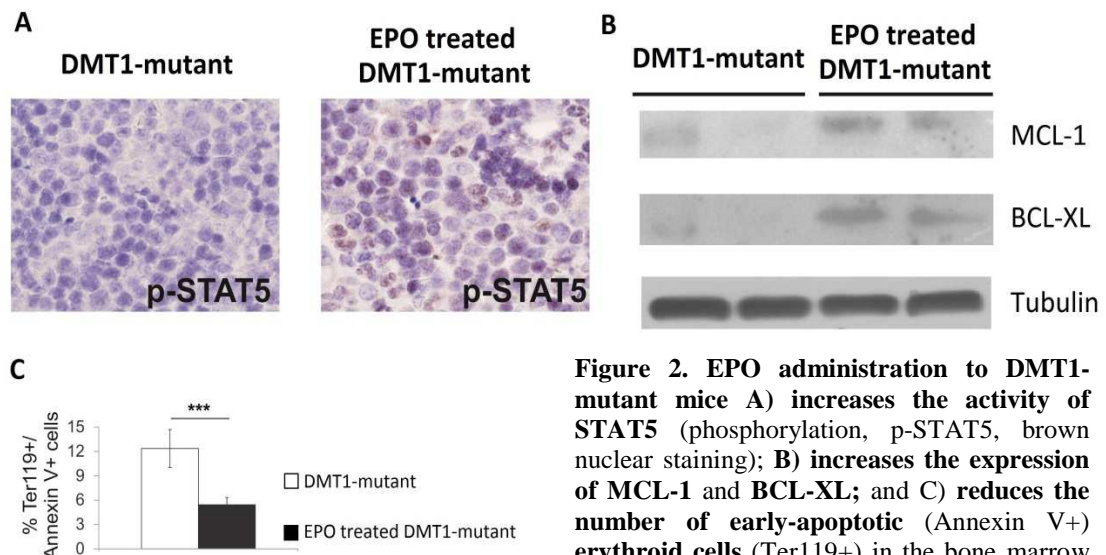 A
DMT1-mutant
EPO treated
DMT1-mutant
p-STAT5
p-STAT5
B
DMT1-mutant
EPO treated
DMT1-mutant
MCL-1
BCL-XL
Tubulin
C
% Ter119+/
Annexin V+ cells
15
12
9
6
3
0
***
DMT1-mutant
EPO treated DMT1-mutant
Figure 2. EPO administration to DMT1-
mutant mice A) increases the activity of
STAT5 (phosphorylation, p-STAT5, brown
nuclear staining); B) increases the expression
of MCL-1 and BCL-XL; and C) reduces the
number of early-apoptotic (Annexin V+)
erythroid cells (Ter119+) in the bone marrow